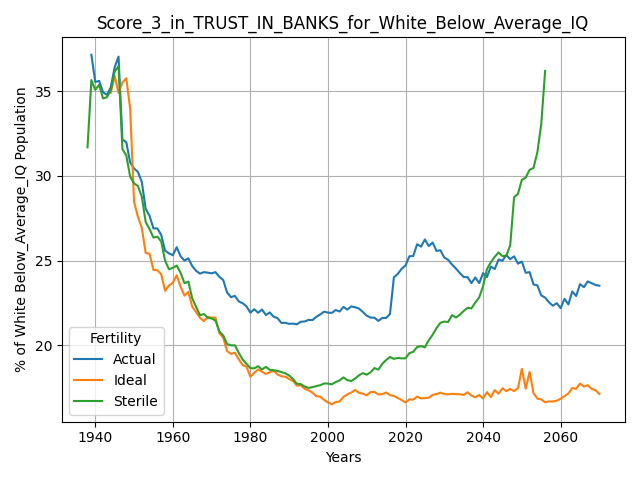 Score_3_in_TRUST_IN_BANKS_for_White_Below_Average_IQ
% of White Below_Average_IQ Population
35
30
25
20
Fertility
Actual
Ideal
Sterile
1940 1960 1980 2000 2020 2040 2060
Years